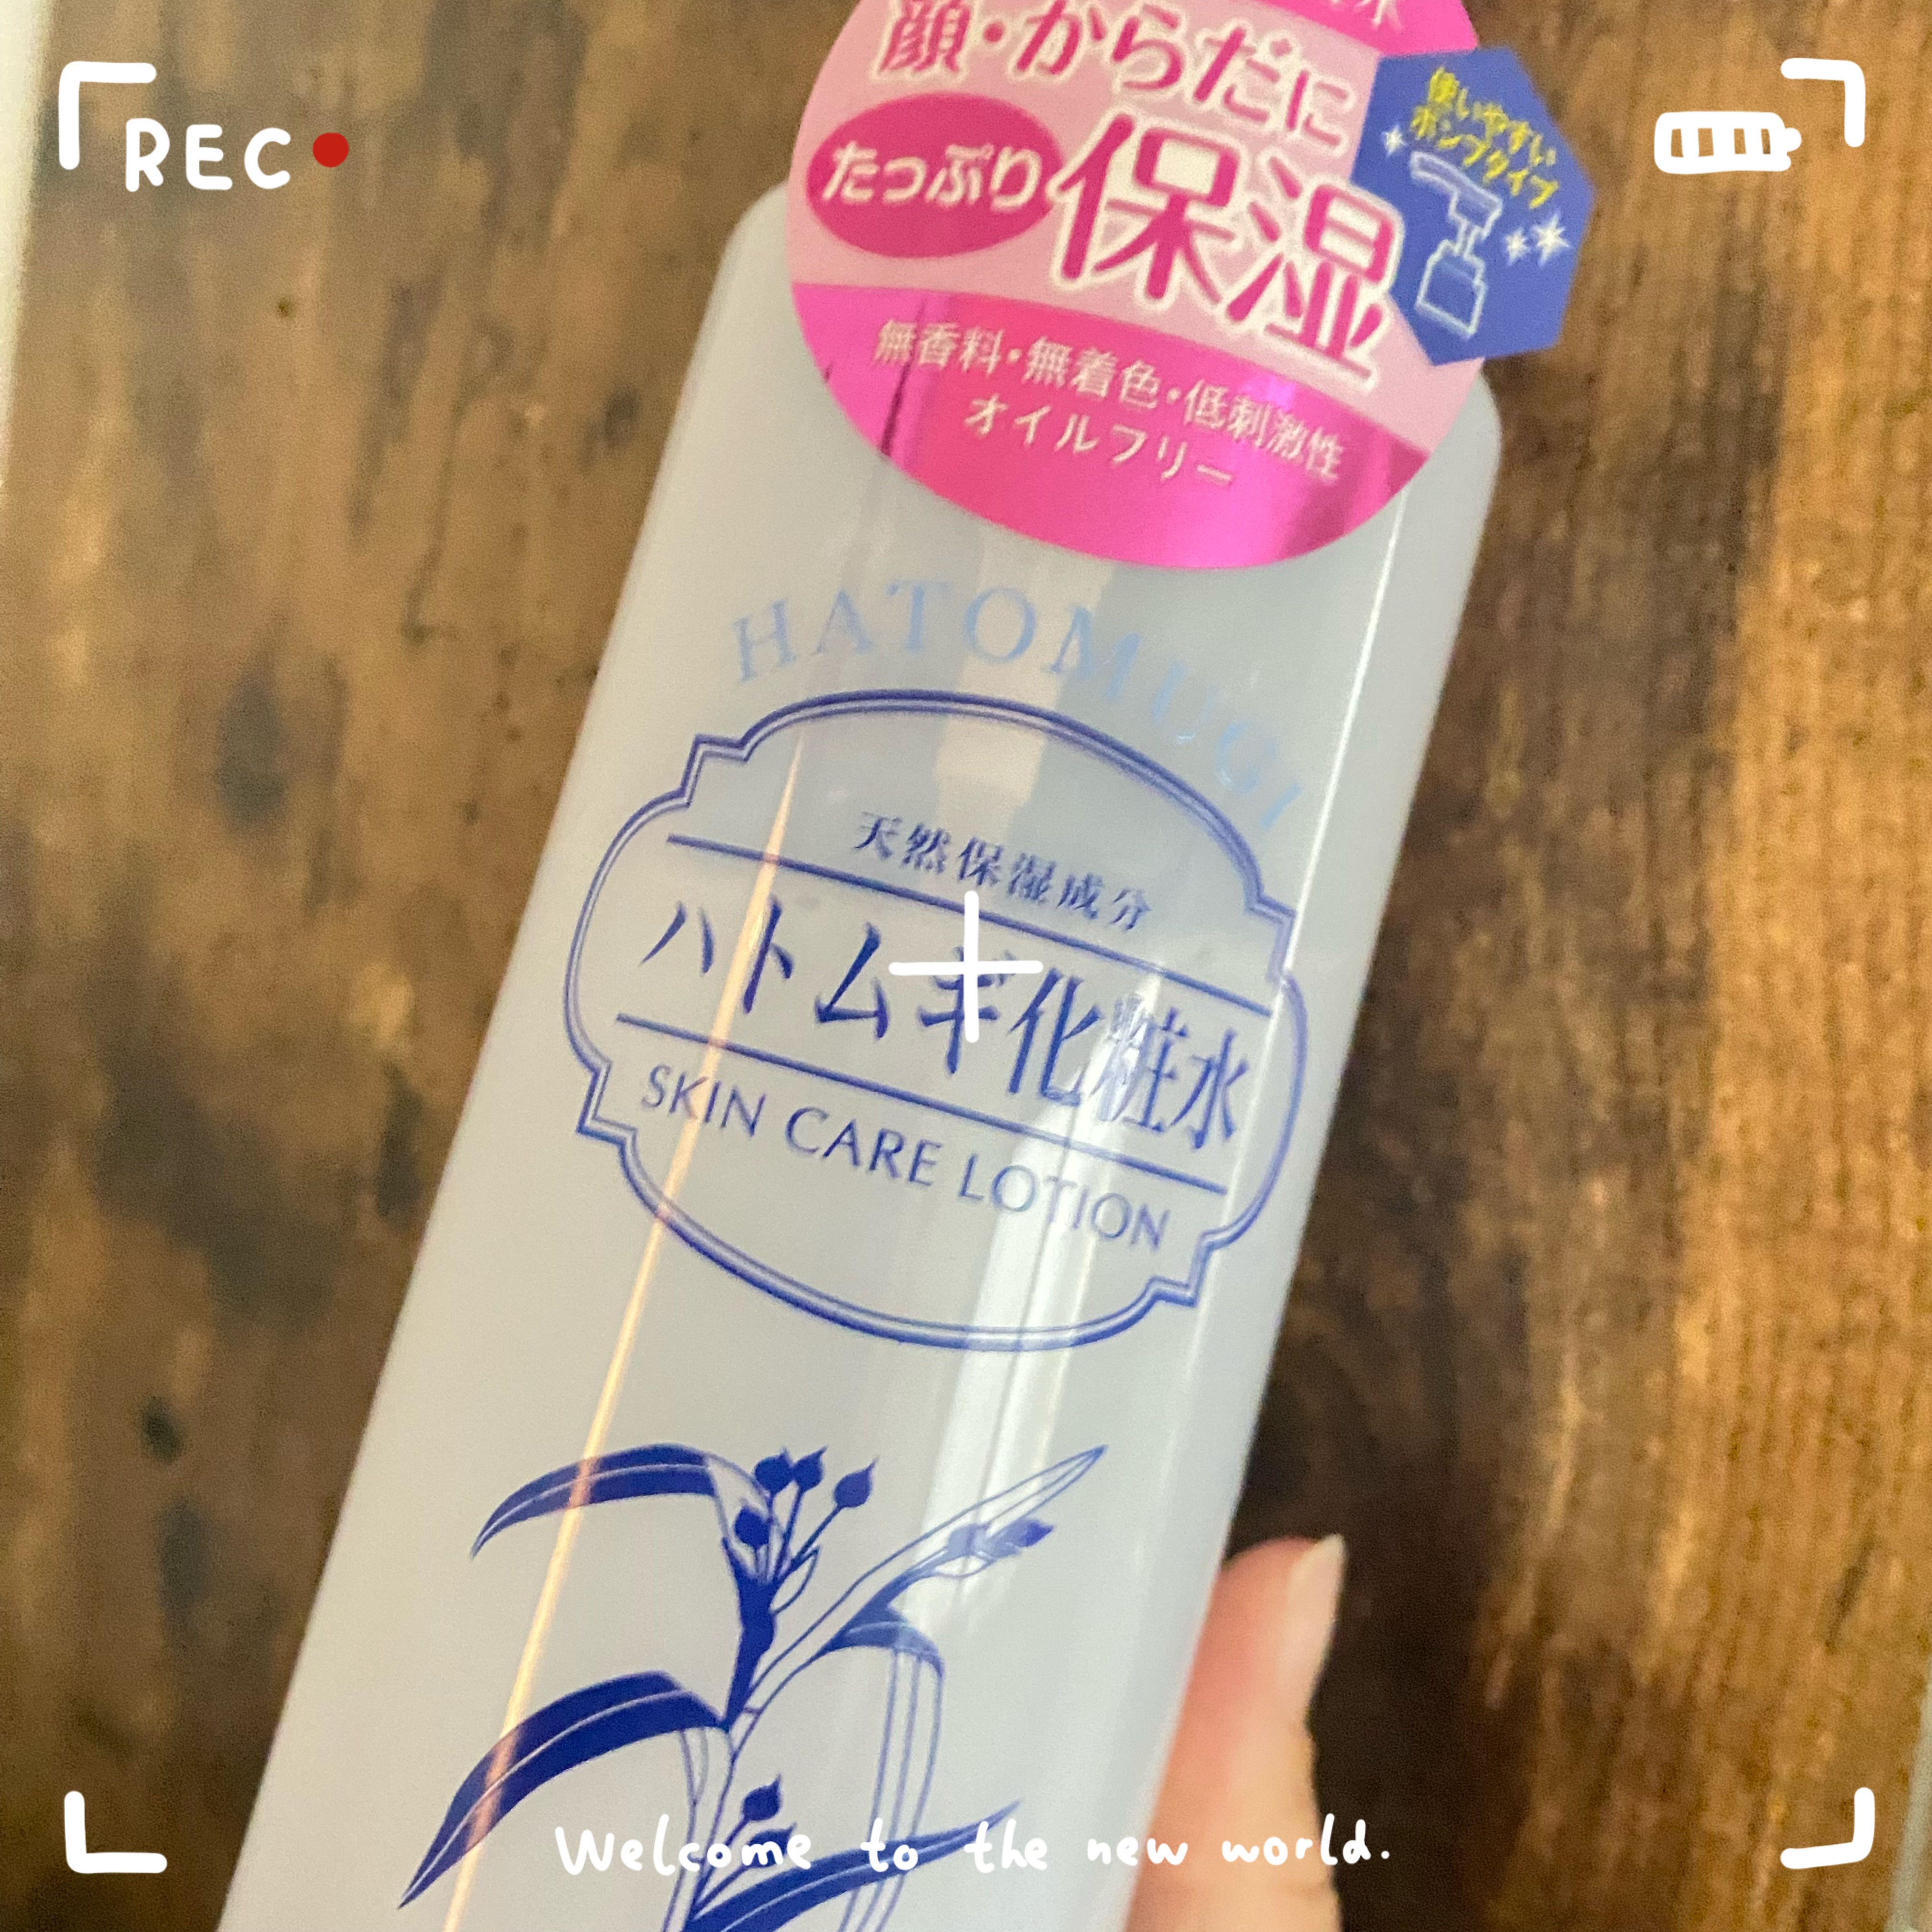 REC
顔・からだに
たっぷり
保湿
使いやすい
ポンプタイプ
無香料・無着色・低刺激性
オイルフリー
HATOMUGI
天然保湿成分
ハトムギ化粧水
SKIN CARE LOTION
Welcome to the new world.